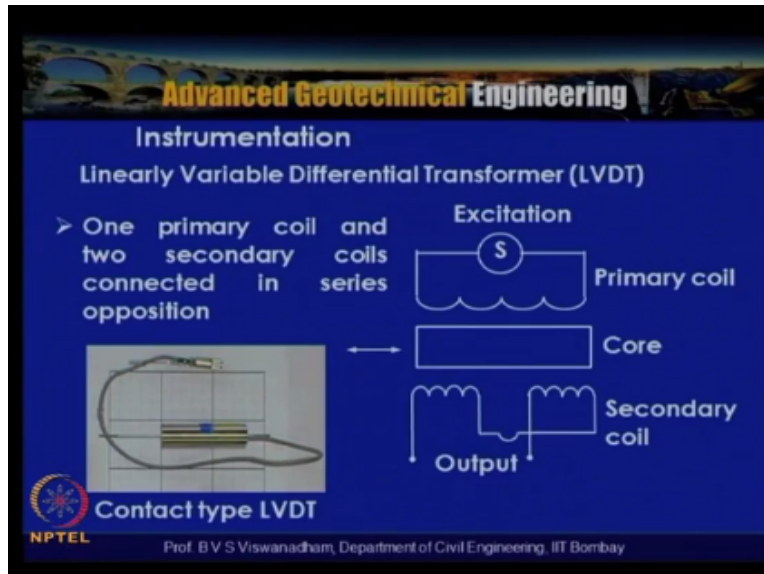 Advanced Geotechnical Engineering
Instrumentation
Linearly Variable Differential Transformer (LVDT)
➢ One primary coil and
two secondary coils
connected in series
opposition
Excitation
S
Primary coil
Core
Secondary
coil
Output
Contact type LVDT
NPTEL
Prof. B V S Viswanadham, Department of Civil Engineering, IIT Bombay